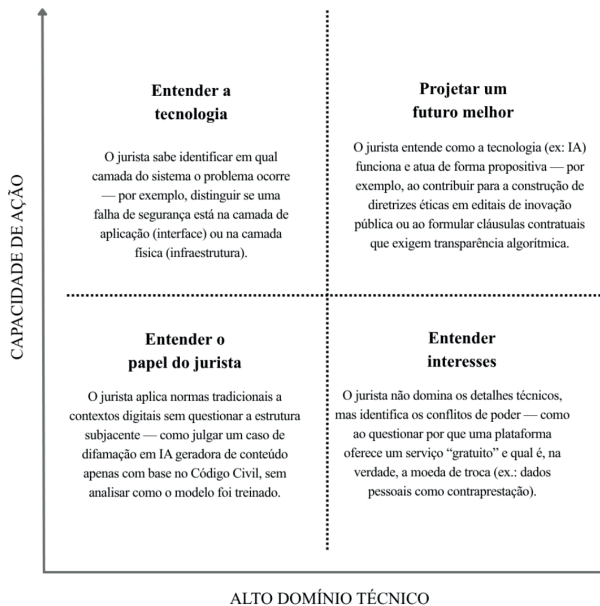 CAPACIDADE DE AÇÃO
Entender a
tecnologia
O jurista sabe identificar em qual
camada do sistema o problema ocorre
— por exemplo, distinguir se uma
falha de segurança está na camada de
aplicação (interface) ou na camada
física (infraestrutura).
Projetar um
futuro melhor
O jurista entende como a tecnologia (ex: IA)
funciona e atua de forma propositiva — por
exemplo, ao contribuir para a construção de
diretrizes éticas em editais de inovação
pública ou ao formular cláusulas contratuais
que exigem transparência algorítmica.
Entender o
papel do jurista
O jurista aplica normas tradicionais a
contextos digitais sem questionar a estrutura
subjacente — como julgar um caso de
difamação em IA geradora de conteúdo
apenas com base no Código Civil, sem
analisar como o modelo foi treinado.
Entender
interesses
O jurista não domina os detalhes técnicos,
mas identifica os conflitos de poder — como
ao questionar por que uma plataforma
oferece um serviço “gratuito” e qual é, na
verdade, a moeda de troca (ex.: dados
pessoais como contraprestação).
ALTO DOMÍNIO TÉCNICO